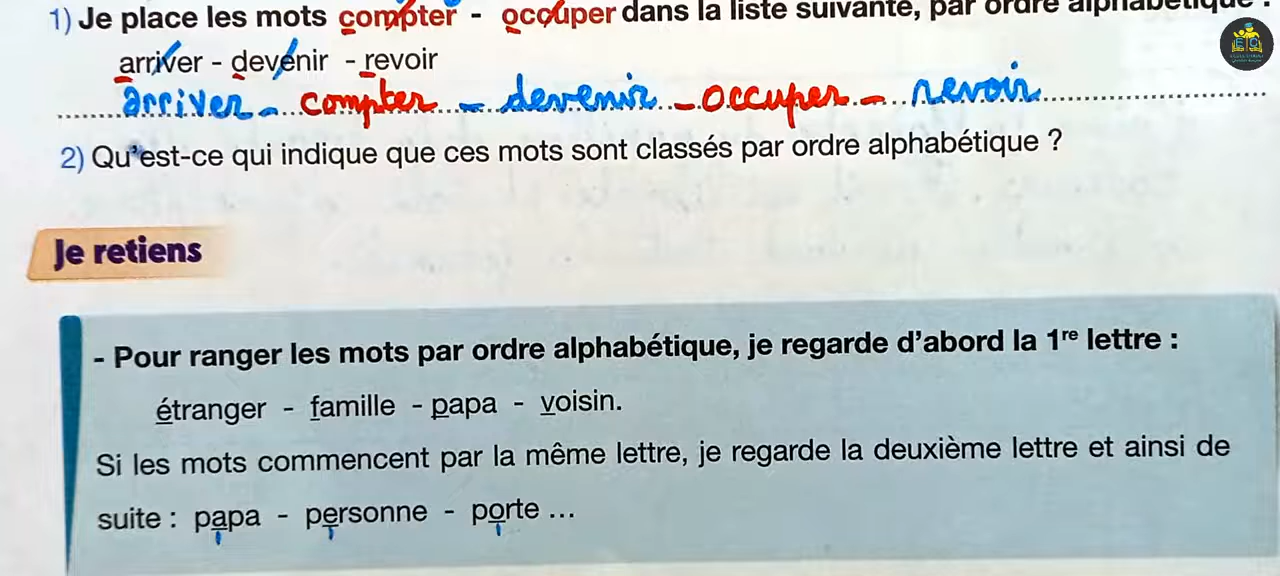 1) Je place les mots compter - occuper dans la liste suivante, par ordre alphabétique :
arriver - devenir - revoir
arriver - compter - devenir - occuper - revoir
2) Qu'est-ce qui indique que ces mots sont classés par ordre alphabétique ?
Je retiens
- Pour ranger les mots par ordre alphabétique, je regarde d'abord la 1re lettre :
étranger - famille - papa - voisin.
Si les mots commencent par la même lettre, je regarde la deuxième lettre et ainsi de
suite : papa - personne - porte ...